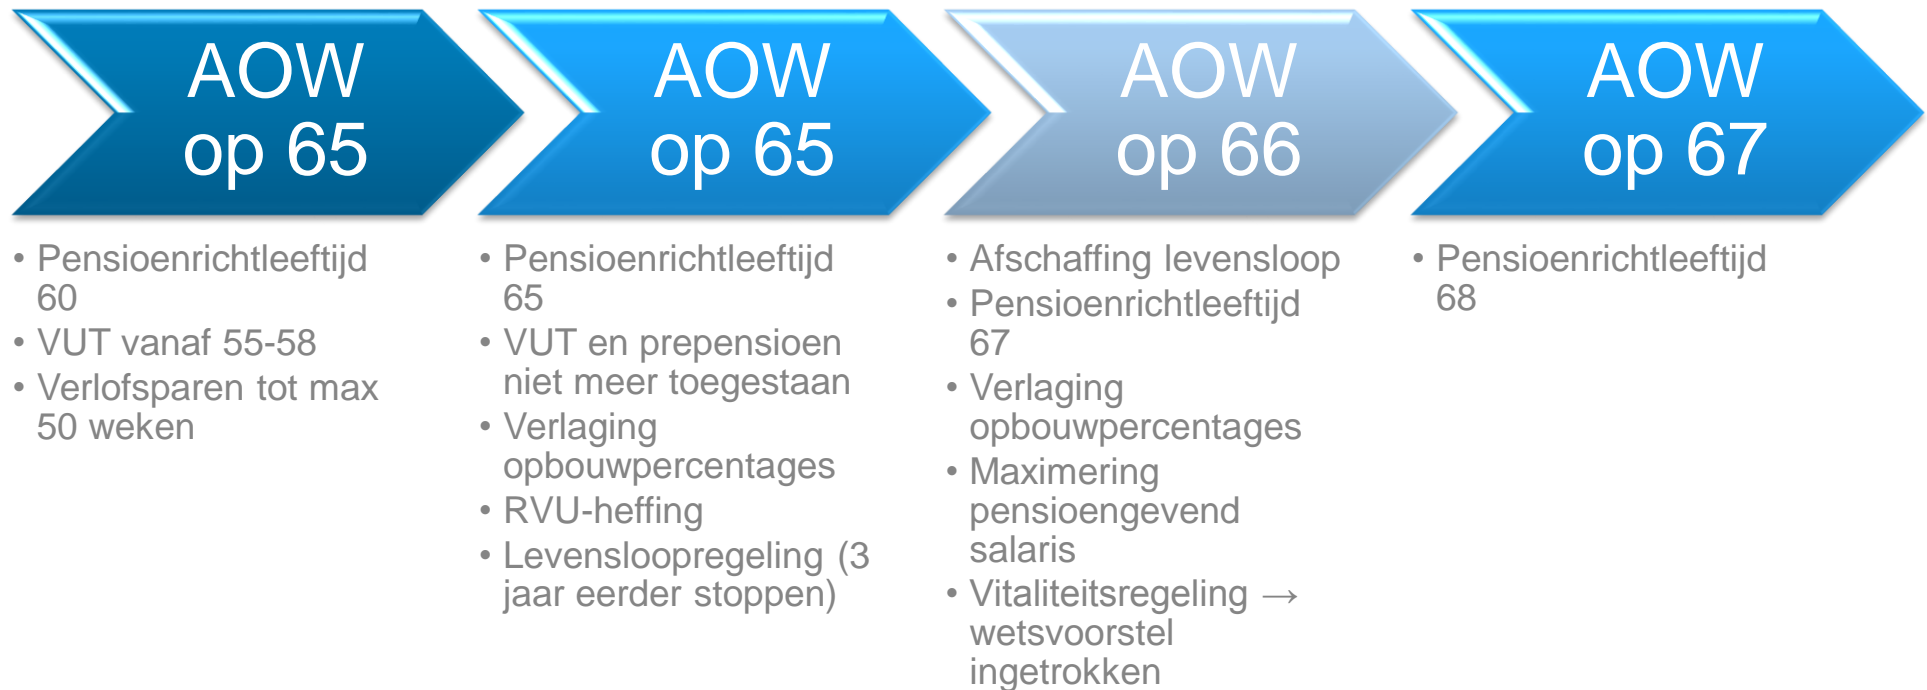 AOW
op 65
• Pensioenrichtleeftijd
60
• VUT vanaf 55-58
• Verlofsparen tot max
50 weken
AOW
op 65
• Pensioenrichtleeftijd
65
• VUT en prepensioen
niet meer toegestaan
• Verlaging
opbouwpercentages
• RVU-heffing
• Levensloopregeling (3
jaar eerder stoppen)
AOW
op 66
• Afschaffing levensloop
• Pensioenrichtleeftijd
67
• Verlaging
opbouwpercentages
• Maximering
pensioengevend
salaris
• Vitaliteitsregeling →
wetsvoorstel
ingetrokken
AOW
op 67
• Pensioenrichtleeftijd
68